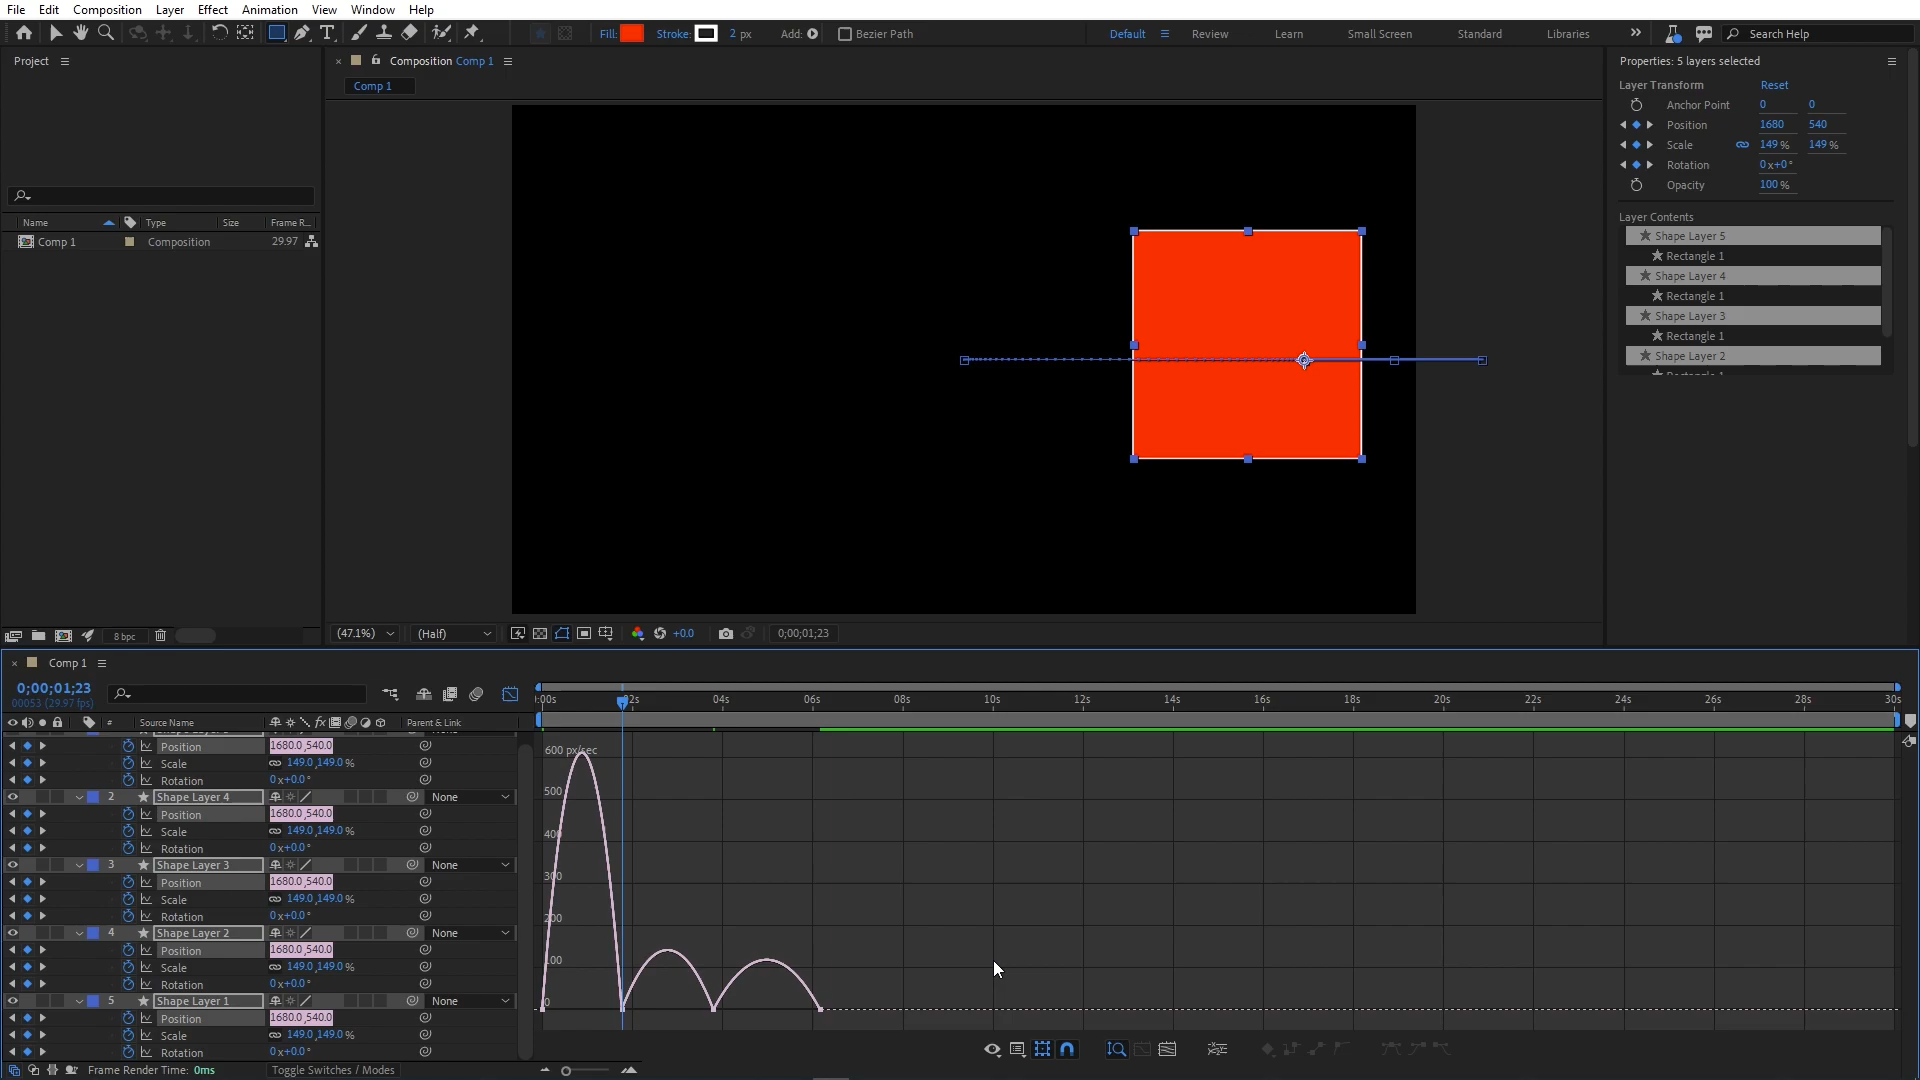 File Edit Composition Layer Effect Animation View Window Help
Fill: Stroke: 2 px Add: Bezier Path Default Review Learn Small Screen Standard Libraries Search Help
Project
Composition Comp 1
Comp 1
Name Type Size Frame R...
Comp 1 Composition 29.97
8 bpc
(47.1%) (Half) +0.0 0;00;01;23
Properties: 5 layers selected
Layer Transform Reset
Anchor Point 0 0
Position 1680 540
Scale 149 % 149 %
Rotation 0 x+0 °
Opacity 100 %
Layer Contents
Shape Layer 5
Rectangle 1
Shape Layer 4
Rectangle 1
Shape Layer 3
Rectangle 1
Shape Layer 2
Rectangle 1
Comp 1
0;00;01;23
00053 (29.97 fps)
# Source Name fx Parent & Link
Position 1680.0,540.0
Scale 149.0,149.0 %
Rotation 0 x+0.0 °
2 Shape Layer 4 None
Position 1680.0,540.0
Scale 149.0,149.0 %
Rotation 0 x+0.0 °
3 Shape Layer 3 None
Position 1680.0,540.0
Scale 149.0,149.0 %
Rotation 0 x+0.0 °
4 Shape Layer 2 None
Position 1680.0,540.0
Scale 149.0,149.0 %
Rotation 0 x+0.0 °
5 Shape Layer 1 None
Position 1680.0,540.0
Scale 149.0,149.0 %
Rotation 0 x+0.0 °
Frame Render Time: 0ms Toggle Switches / Modes
:00s 02s 04s 06s 08s 10s 12s 14s 16s 18s 20s 22s 24s 26s 28s 30s
600 px/sec
500
400
300
200
100
0